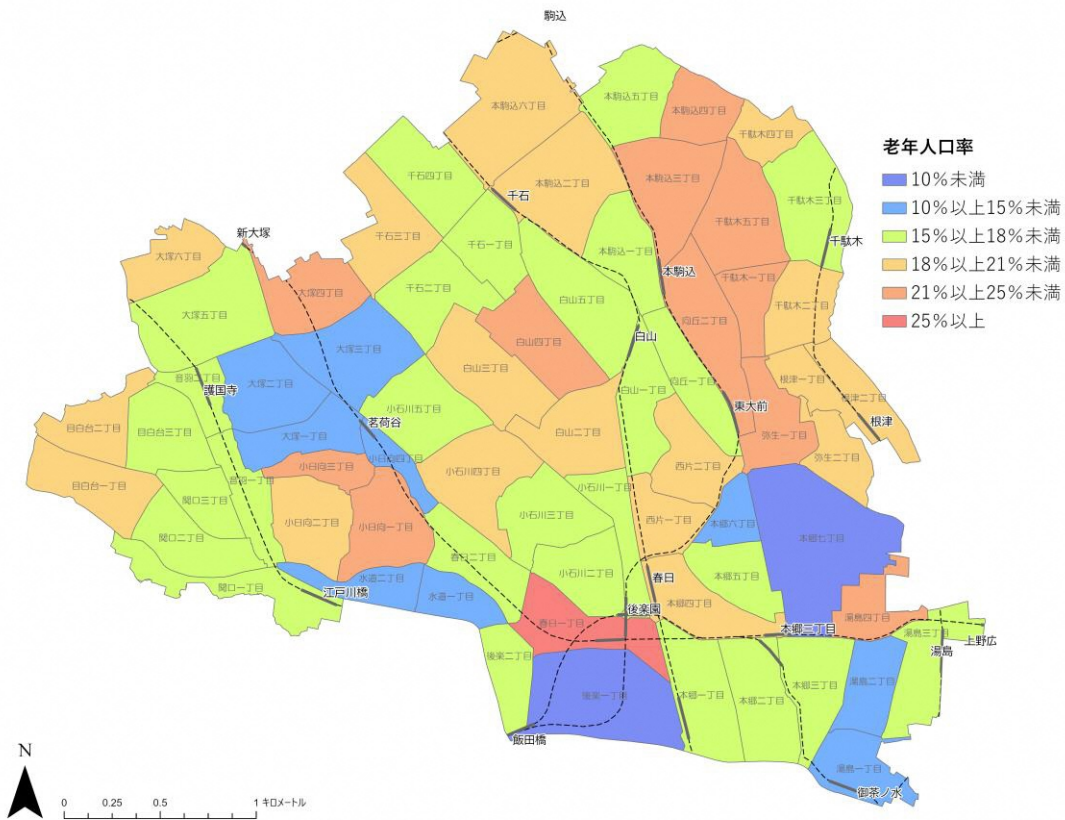 駒込
本駒込六丁目
本駒込五丁目
本駒込四丁目
千駄木四丁目
老年人口率
10%未満
10%以上15%未満
15%以上18%未満
18%以上21%未満
21%以上25%未満
25%以上
千石四丁目
本駒込二丁目
本駒込三丁目
千駄木三丁目
千石
千駄木五丁目
千石三丁目
千石一丁目
本駒込一丁目
千駄木
新大塚
大塚六丁目
本駒込
千駄木一丁目
大塚四丁目
千石二丁目
白山五丁目
千駄木二丁目
大塚五丁目
向丘二丁目
白山四丁目
白山
大塚三丁目
白山三丁目
音羽二丁目
護国寺
大塚二丁目
白山一丁目
向丘一丁目
根津一丁目
根津二丁目
小石川五丁目
東大前
根津
目白台二丁目
目白台三丁目
茗荷谷
大塚一丁目
白山二丁目
弥生一丁目
小日向四丁目
弥生二丁目
小日向三丁目
小石川四丁目
西片二丁目
目白台一丁目
音羽一丁目
小石川一丁目
関口三丁目
小日向二丁目
小日向一丁目
小石川三丁目
西片一丁目
本郷六丁目
関口二丁目
本郷七丁目
春日二丁目
小石川二丁目
春日
本郷五丁目
関口一丁目
水道二丁目
江戸川橋
水道一丁目
後楽園
本郷四丁目
春日一丁目
湯島四丁目
本郷三丁目
湯島三丁目
上野広
湯島
後楽二丁目
後楽一丁目
本郷一丁目
本郷二丁目
本郷三丁目
湯島二丁目
飯田橋
湯島一丁目
御茶ノ水
N
0 0.25 0.5 1 キロメートル